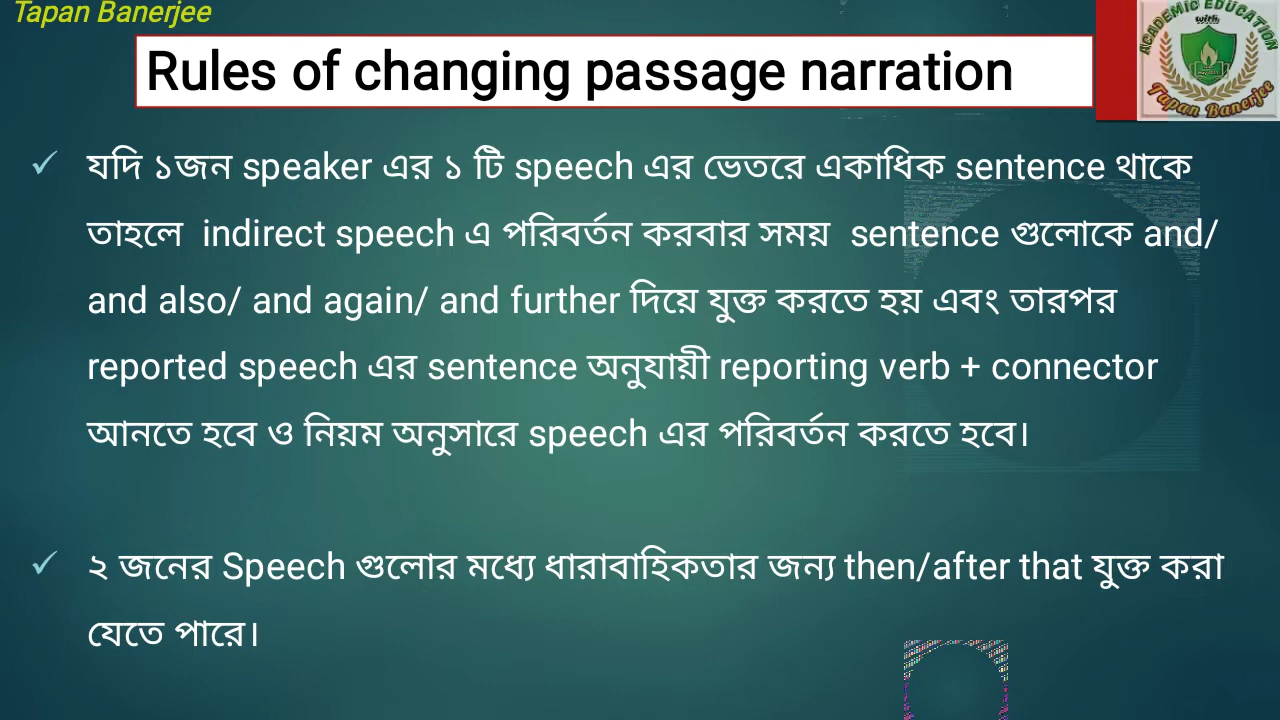 Tapan Banerjee
ACADEMIC EDUCATION
with
Tapan Banerjee
Rules of changing passage narration
✓ যদি ১জন speaker এর ১ টি speech এর ভেতরে একাধিক sentence থাকে
তাহলে indirect speech এ পরিবর্তন করবার সময় sentence গুলোকে and/
and also/ and again/ and further দিয়ে যুক্ত করতে হয় এবং তারপর
reported speech এর sentence অনুযায়ী reporting verb + connector
আনতে হবে ও নিয়ম অনুসারে speech এর পরিবর্তন করতে হবে।
✓ ২ জনের Speech গুলোর মধ্যে ধারাবাহিকতার জন্য then/after that যুক্ত করা
যেতে পারে।